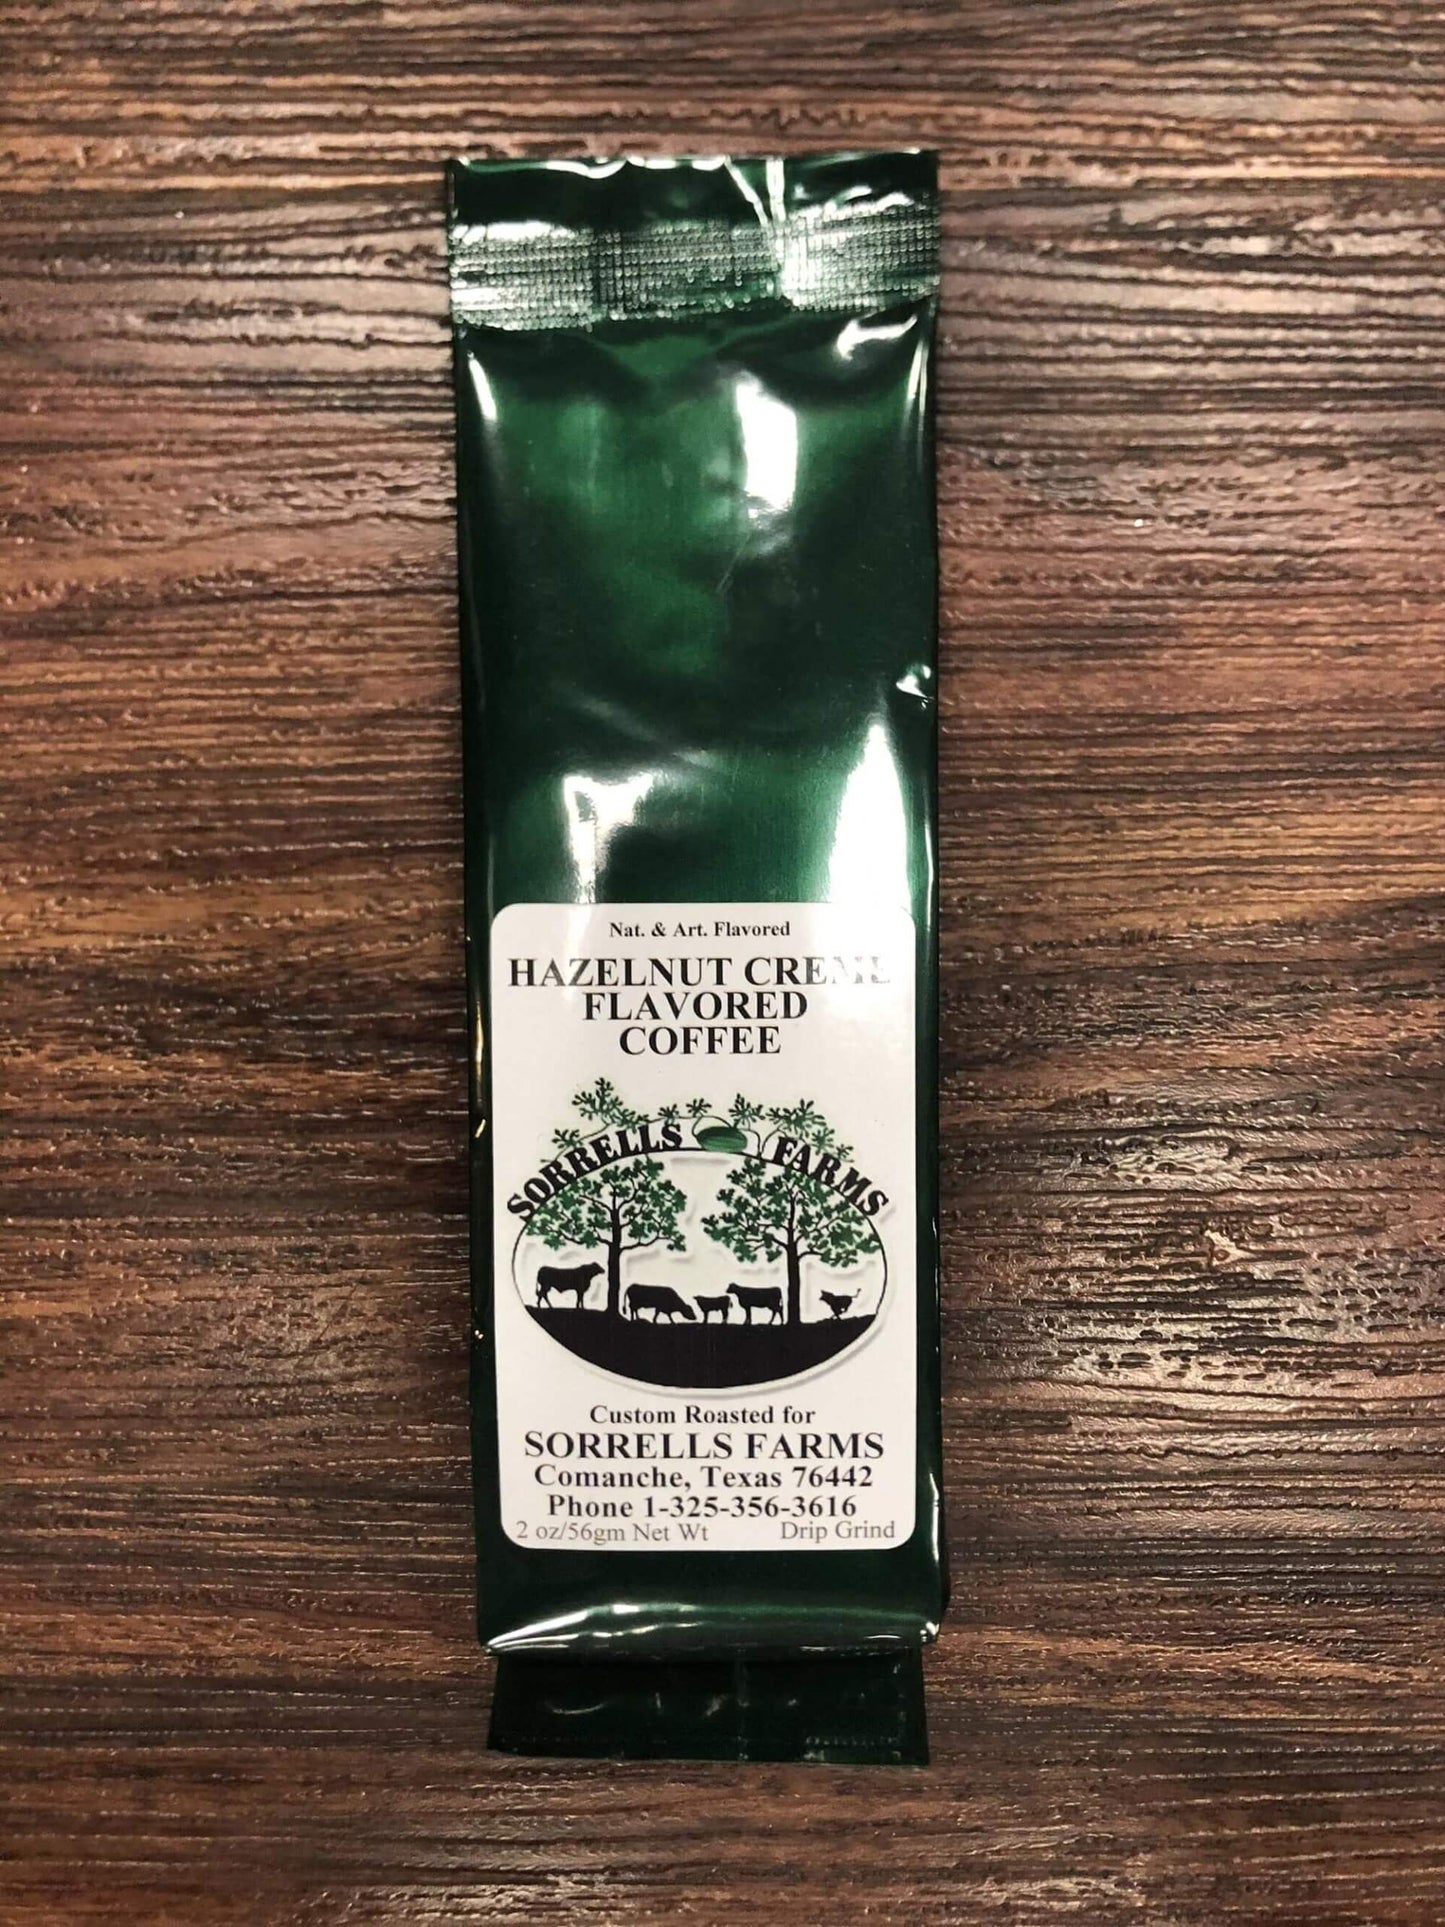 Nat. & Art. Flavored
HAZELNUT CREME
FLAVORED
COFFEE
SORRELLS FARMS
Custom Roasted for
SORRELLS FARMS
Comanche, Texas 76442
Phone 1-325-356-3616
2 oz/56gm Net Wt Drip Grind